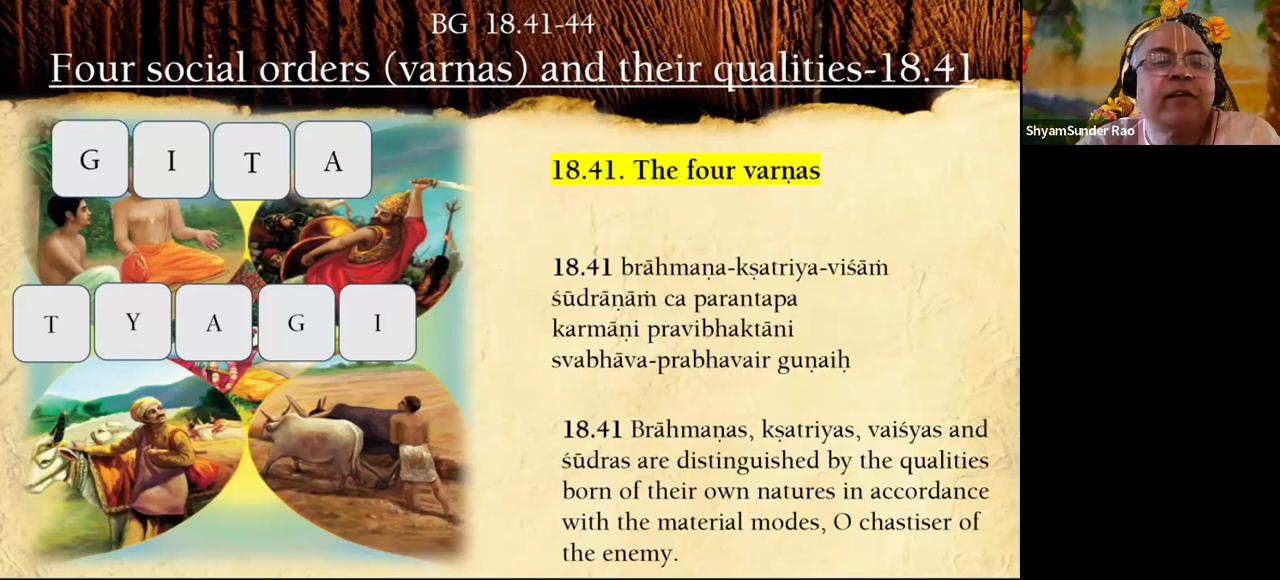 BG 18.41-44
Four social orders (varnas) and their qualities-18.41
G I T A
T Y A G I
18.41. The four varṇas
18.41 brāhmaṇa-kṣatriya-viśāṁ
śūdrāṇāṁ ca parantapa
karmāṇi pravibhaktāni
svabhāva-prabhavair guṇaiḥ
18.41 Brāhmaṇas, kṣatriyas, vaiśyas and
śūdras are distinguished by the qualities
born of their own natures in accordance
with the material modes, O chastiser of
the enemy.
ShyamSunder Rao